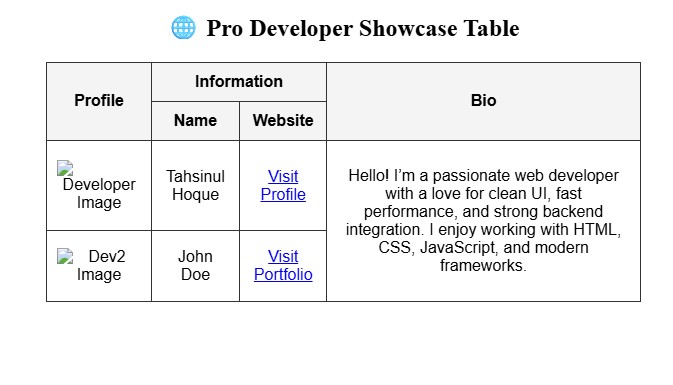 🌐 Pro Developer Showcase Table
Profile
Information
Bio
Name
Website
Developer
Image
Tahsinul
Hoque
Visit
Profile
Hello! I’m a passionate web developer
with a love for clean UI, fast
performance, and strong backend
integration. I enjoy working with HTML,
CSS, JavaScript, and modern
frameworks.
Dev2
Image
John
Doe
Visit
Portfolio